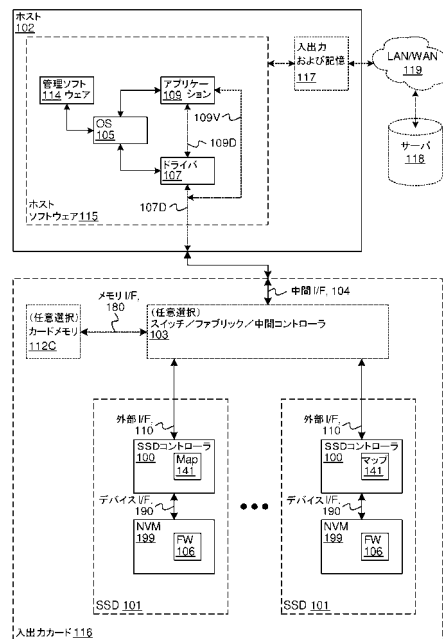 ホスト
102
管理ソフト
114 ウェア
アプリケー
109 ション
OS
105
109V
109D
ドライバ
107
ホスト
ソフトウェア115
107D
入出力
および記憶
117
LAN/WAN
119
サーバ
118
中間 I/F, 104
メモリ I/F,
180
(任意選択)
カードメモリ
112C
(任意選択)
スイッチ/ファブリック/中間コントローラ
103
外部 I/F,
110
SSDコントローラ
100
Map
141
デバイス I/F,
190
NVM
199
FW
106
SSD 101
外部 I/F,
110
SSDコントローラ
100
マップ
141
デバイス I/F,
190
NVM
199
FW
106
SSD 101
入出力カード 116